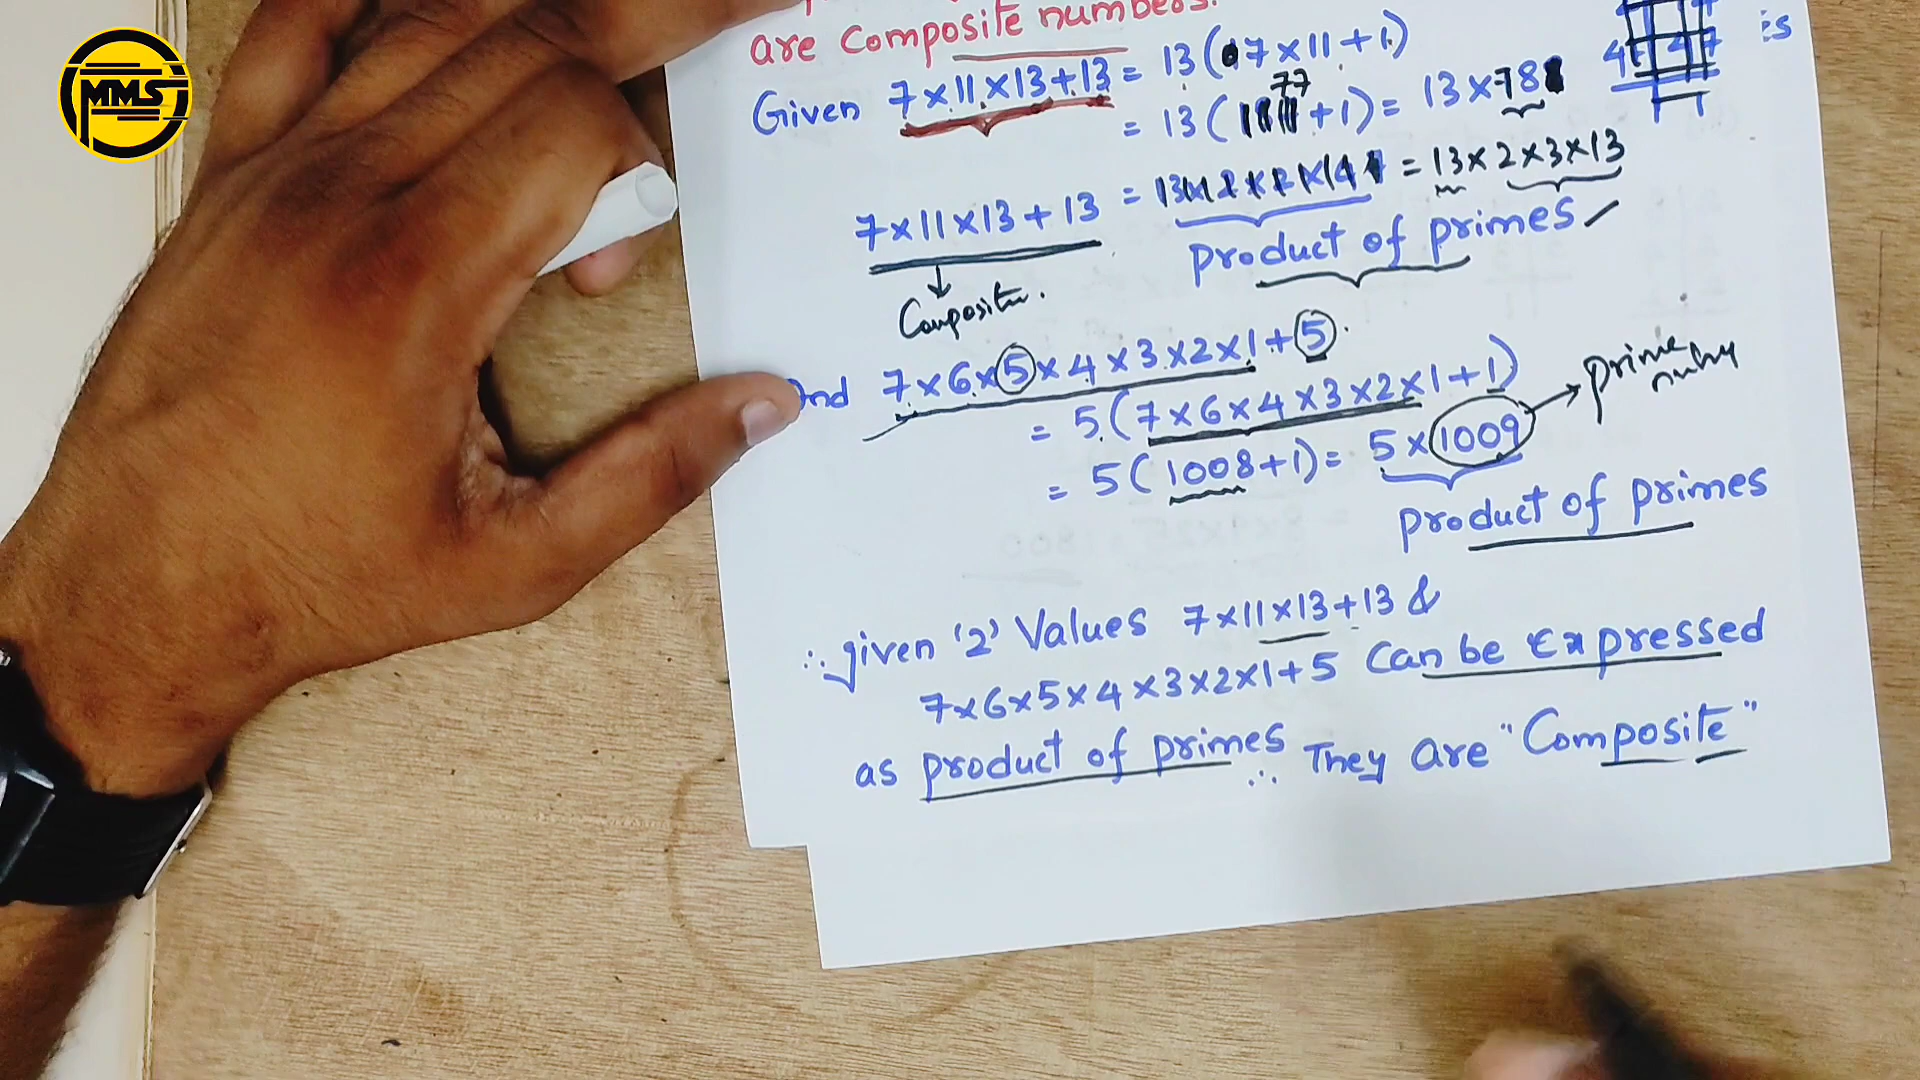 MMS
are Composite numbers.
Given 7×11×13+13 = 13(7×11+1)
77
= 13( +1) = 13×78
is
7×11×13+13 = = 13×2×3×13
product of primes
Composite.
And 7×6×5×4×3×2×1+5
= 5(7×6×4×3×2×1+1)
= 5(1008+1) = 5×1009
prime
product of primes
∴ given '2' Values 7×11×13+13 &
7×6×5×4×3×2×1+5 Can be Expressed
as product of primes ∴ They are "Composite"